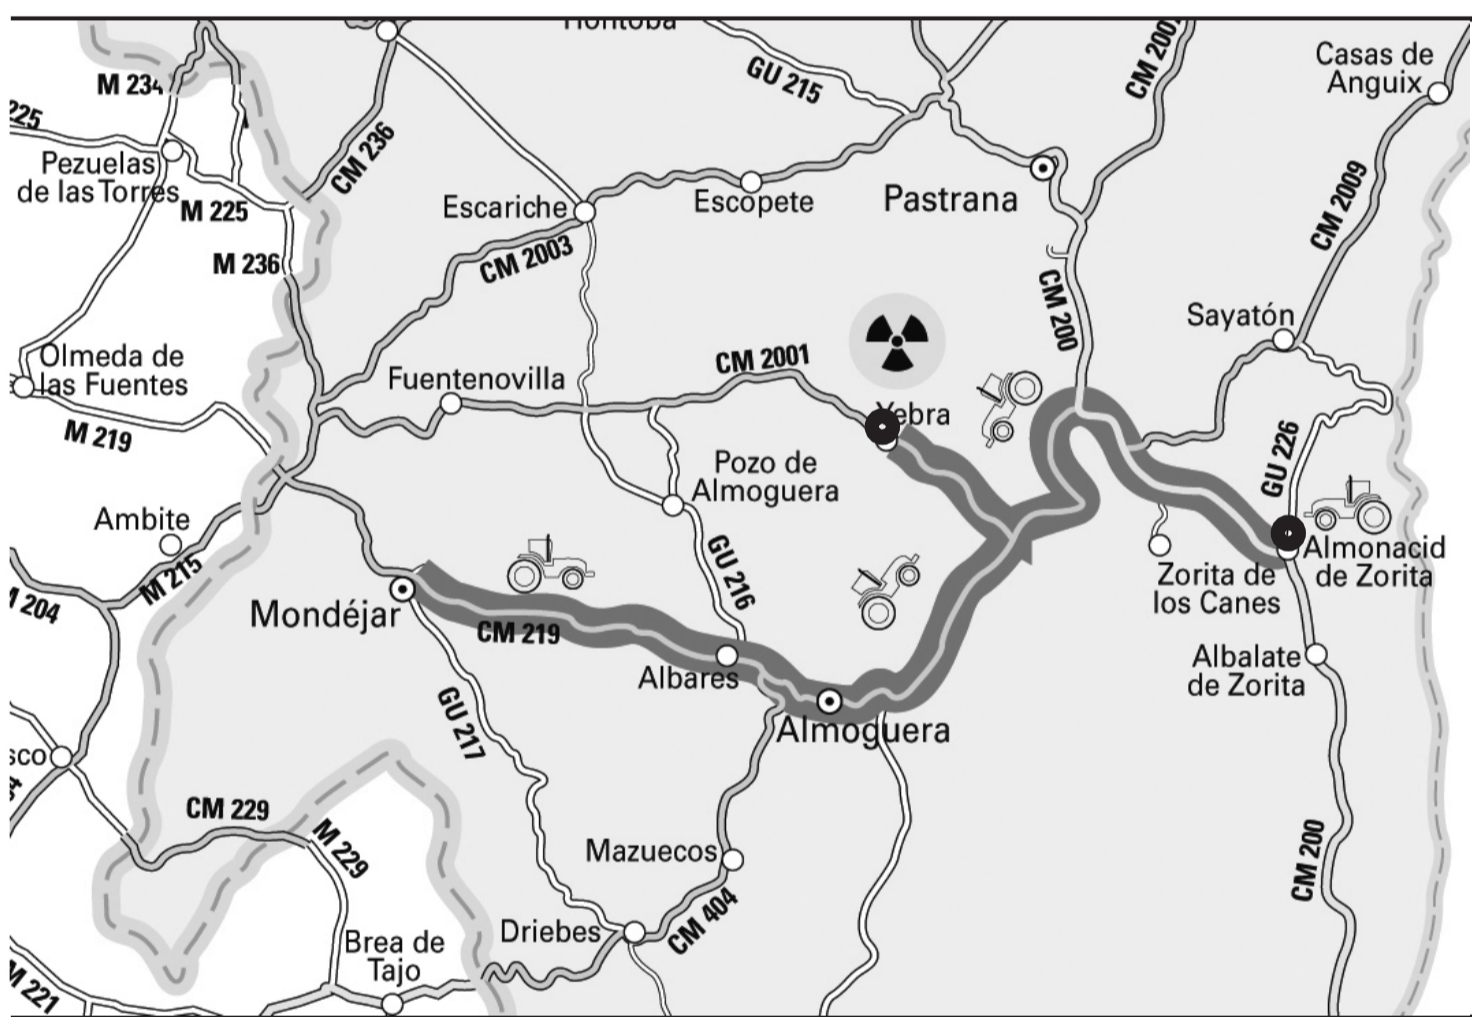 Hontoba
Casas de
Anguix
M 234
GU 215
CM 200
225
CM 236
Pezuelas
de las Torres
M 225
Escariche
Escopete
Pastrana
CM 2009
M 236
CM 2003
CM 200
Sayatón
Olmeda de
las Fuentes
Fuentenovilla
CM 2001
Yebra
M 219
GU 226
Pozo de
Almoguera
Ambite
M 215
GU 216
Almonacid
de Zorita
Zorita de
los Canes
M 204
Mondéjar
CM 219
Albares
Albalate
de Zorita
GU 217
Almoguera
sco
CM 229
M 229
Mazuecos
CM 200
CM 404
Driebes
Brea de
Tajo
M 221